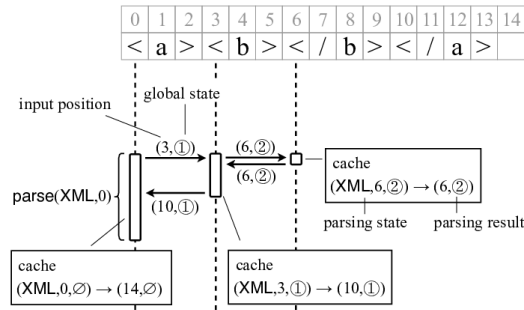 0 1 2 3 4 5 6 7 8 9 10 11 12 13 14
< a > < b > < / b > < / a >
global state
input position
(3,①) (6,②)
(6,②)
cache
(XML,6,②) → (6,②)
parse(XML,0)
(10,①)
parsing state parsing result
cache
(XML,0,∅) → (14,∅)
cache
(XML,3,①) → (10,①)